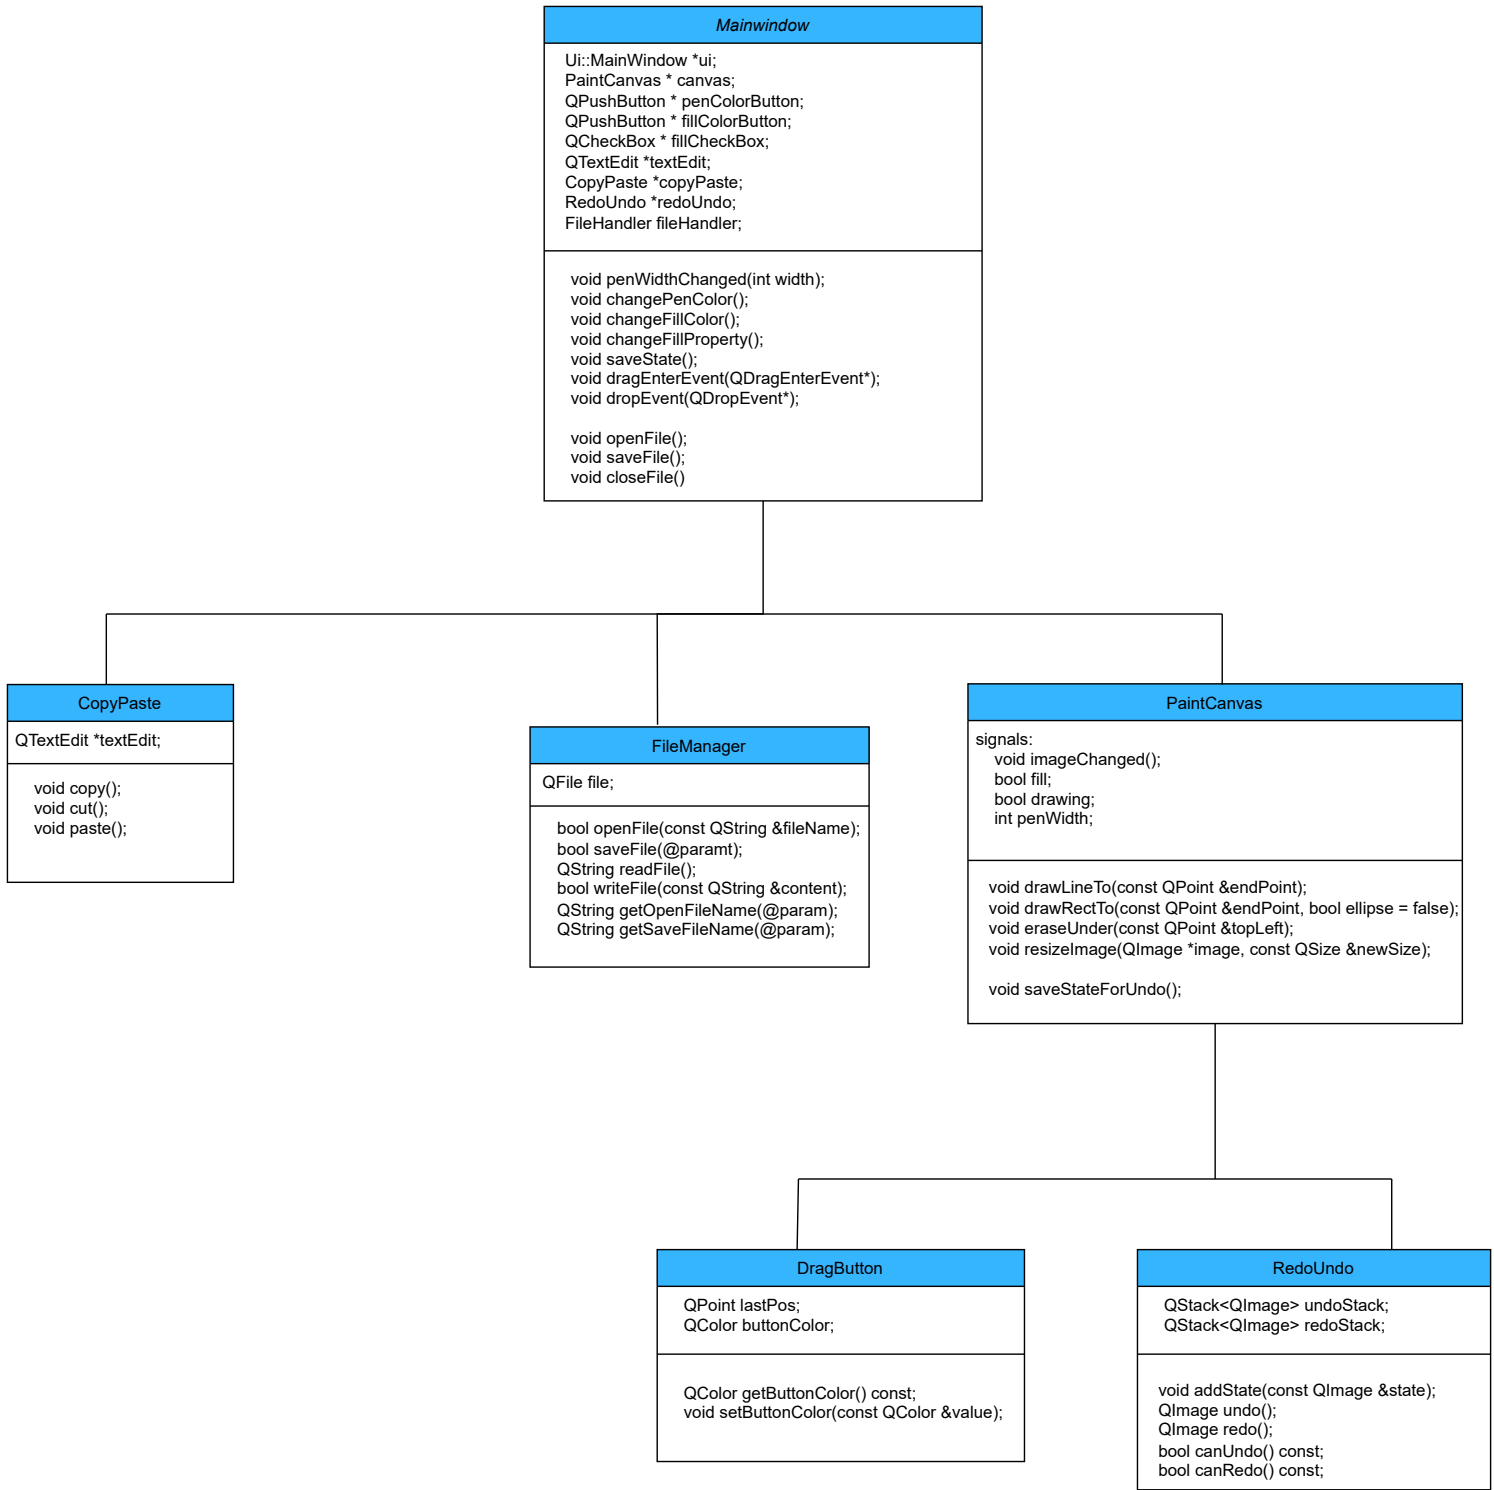 Mainwindow
Ui::MainWindow *ui;
PaintCanvas * canvas;
QPushButton * penColorButton;
QPushButton * fillColorButton;
QCheckBox * fillCheckBox;
QTextEdit *textEdit;
CopyPaste *copyPaste;
RedoUndo *redoUndo;
FileHandler fileHandler;
void penWidthChanged(int width);
void changePenColor();
void changeFillColor();
void changeFillProperty();
void saveState();
void dragEnterEvent(QDragEnterEvent*);
void dropEvent(QDropEvent*);
void openFile();
void saveFile();
void closeFile()
CopyPaste
QTextEdit *textEdit;
void copy();
void cut();
void paste();
FileManager
QFile file;
bool openFile(const QString &fileName);
bool saveFile(@paramt);
QString readFile();
bool writeFile(const QString &content);
QString getOpenFileName(@param);
QString getSaveFileName(@param);
PaintCanvas
signals:
void imageChanged();
bool fill;
bool drawing;
int penWidth;
void drawLineTo(const QPoint &endPoint);
void drawRectTo(const QPoint &endPoint, bool ellipse = false);
void eraseUnder(const QPoint &topLeft);
void resizeImage(QImage *image, const QSize &newSize);
void saveStateForUndo();
DragButton
QPoint lastPos;
QColor buttonColor;
QColor getButtonColor() const;
void setButtonColor(const QColor &value);
RedoUndo
QStack<QImage> undoStack;
QStack<QImage> redoStack;
void addState(const QImage &state);
QImage undo();
QImage redo();
bool canUndo() const;
bool canRedo() const;